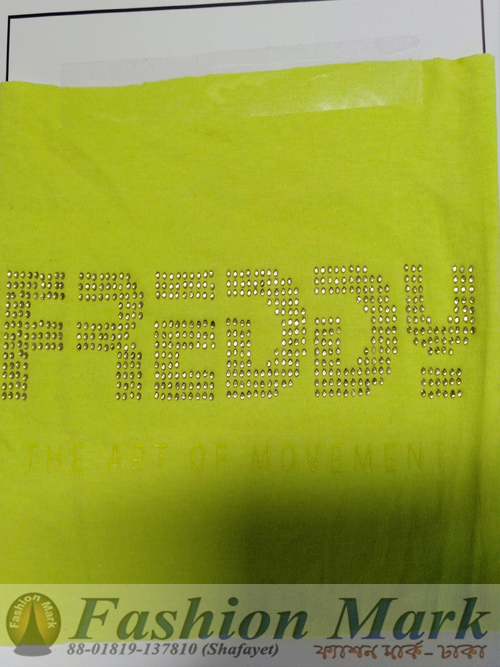 FREDDY
THE ART OF MOVEMENT
Fashion Mark
Fashion Mark
88-01819-137810 (Shafayet)
ফ্যাশন মার্ক-ঢাকা